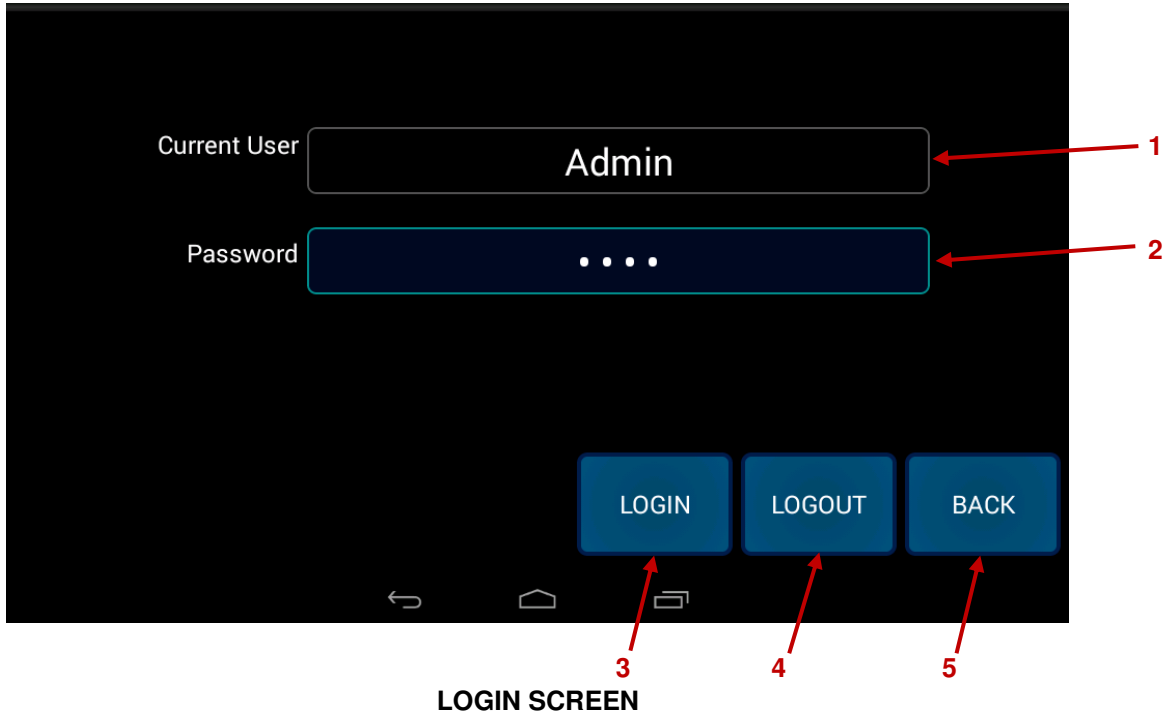 Current User
Admin
1
Password
••••
2
LOGIN
LOGOUT
BACK
3
4
5
LOGIN SCREEN